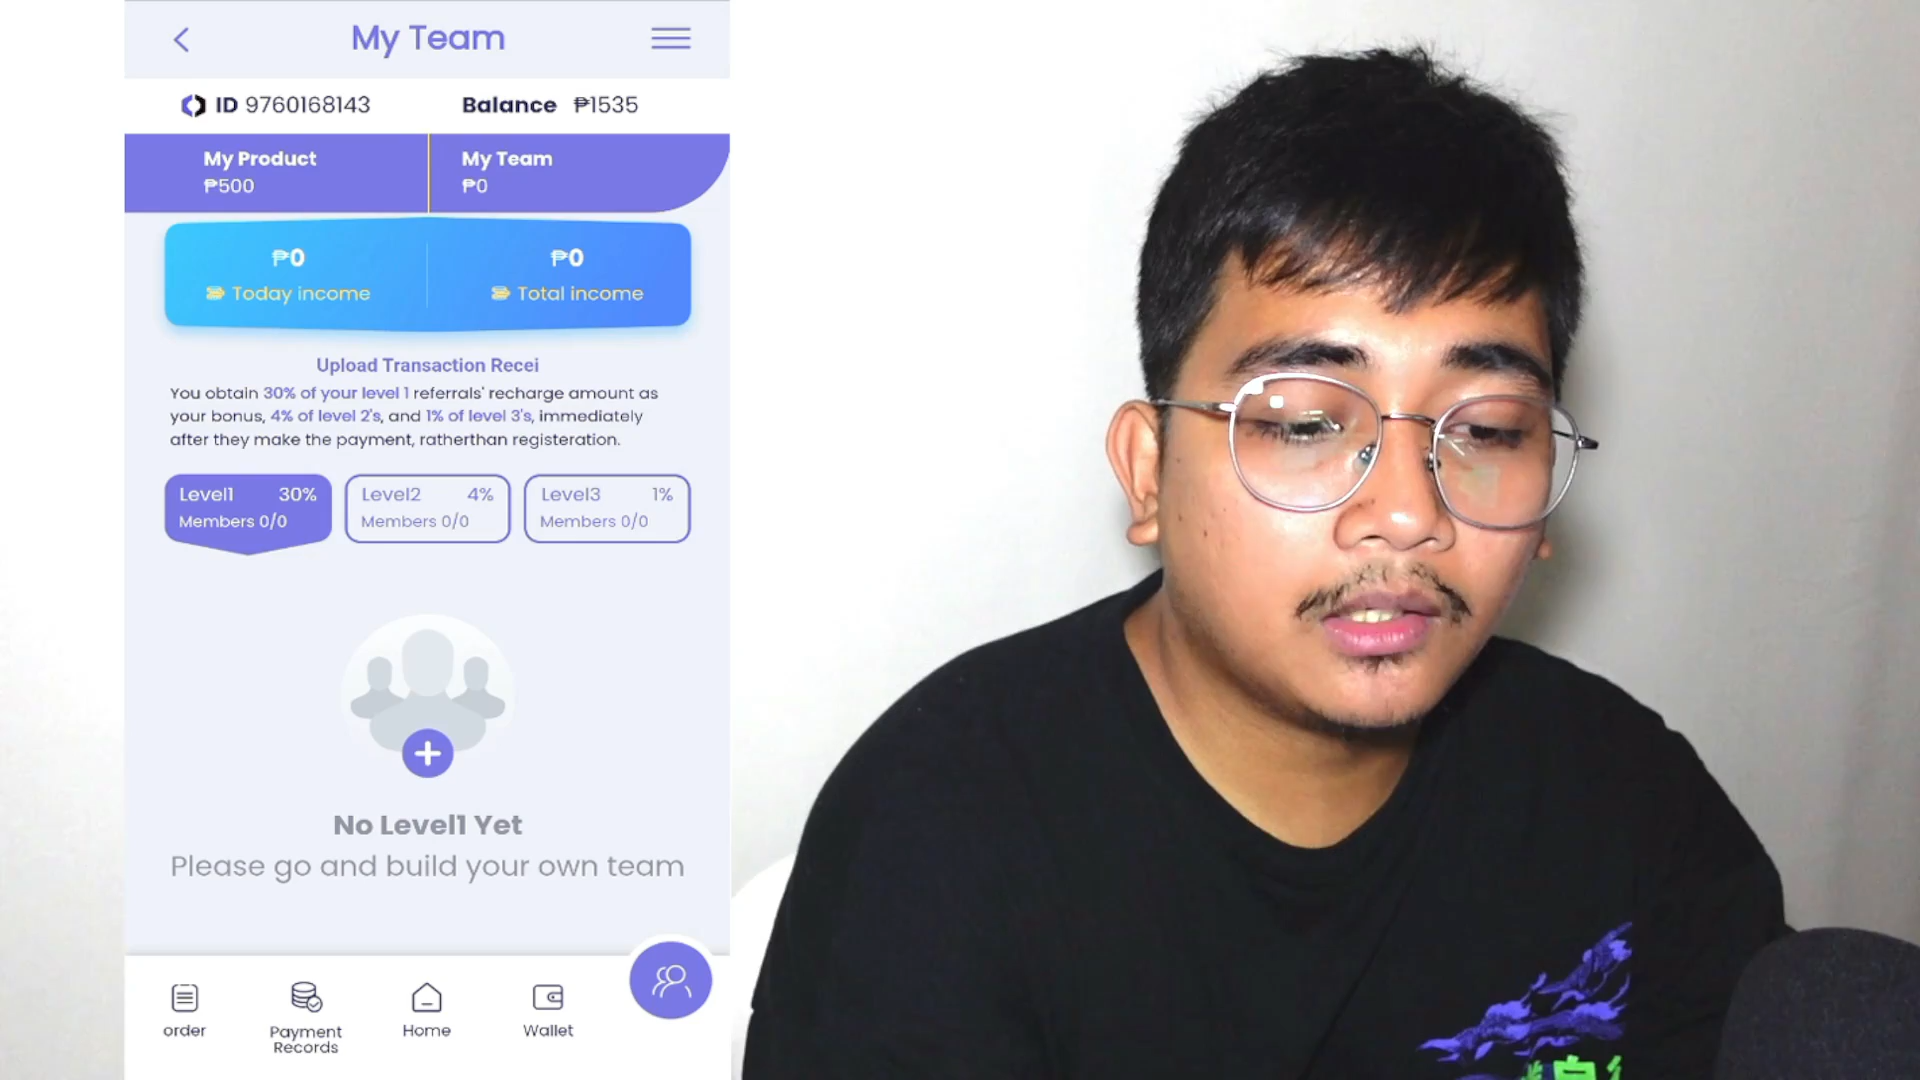 My Team
ID 9760168143
Balance ₱1535
My Product
₱500
My Team
₱0
₱0
Today income
₱0
Total income
Upload Transaction Recei
You obtain 30% of your level 1 referrals' recharge amount as
your bonus, 4% of level 2's, and 1% of level 3's, immediately
after they make the payment, ratherthan registeration.
Level1 30%
Members 0/0
Level2 4%
Members 0/0
Level3 1%
Members 0/0
No Level1 Yet
Please go and build your own team
order
Payment
Records
Home
Wallet